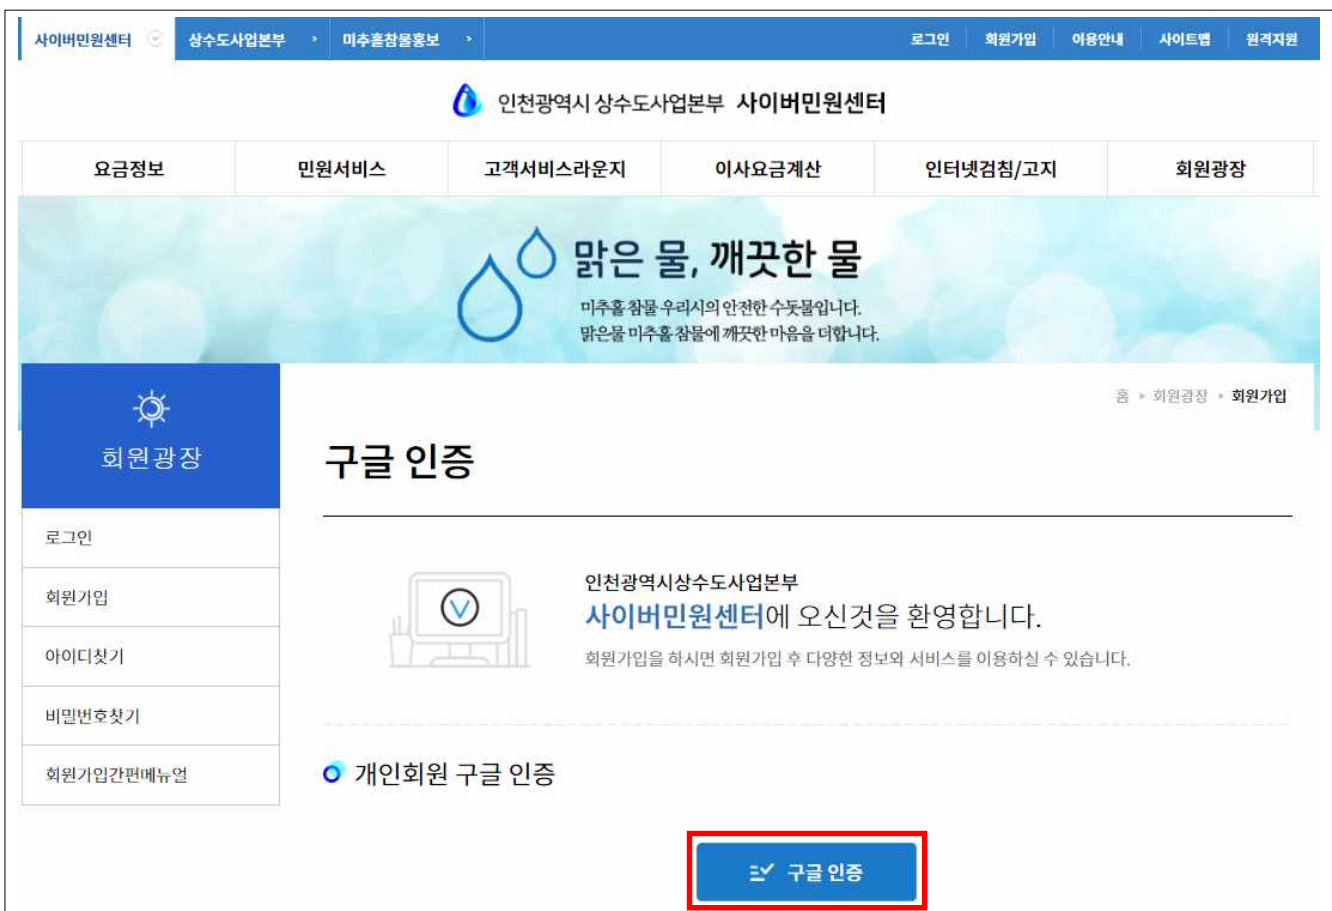 사이버민원센터 상수도사업본부 미추홀참물홍보 로그인 회원가입 이용안내 사이트맵 원격지원
인천광역시 상수도사업본부 사이버민원센터
요금정보 민원서비스 고객서비스라운지 이사요금계산 인터넷검침/고지 회원광장
맑은 물, 깨끗한 물
미추홀 참물 우리시의 안전한 수돗물입니다.
맑은물 미추홀 참물에 깨끗한 마음을 더합니다.
홈 ▸ 회원광장 ▸ 회원가입
회원광장
구글 인증
로그인
회원가입
아이디찾기
비밀번호찾기
회원가입간편메뉴얼
인천광역시상수도사업본부
사이버민원센터에 오신것을 환영합니다.
회원가입을 하시면 회원가입 후 다양한 정보와 서비스를 이용하실 수 있습니다.
개인회원 구글 인증
구글 인증